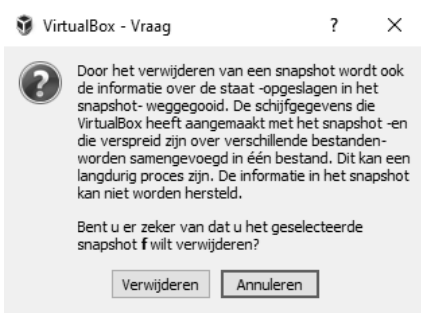 VirtualBox - Vraag
Door het verwijderen van een snapshot wordt ook
de informatie over de staat -opgeslagen in het
snapshot- weggegooid. De schijfgegevens die
VirtualBox heeft aangemaakt met het snapshot -en
die verspreid zijn over verschillende bestanden-
worden samengevoegd in één bestand. Dit kan een
langdurig proces zijn. De informatie in het snapshot
kan niet worden hersteld.
Bent u er zeker van dat u het geselecteerde
snapshot f wilt verwijderen?
Verwijderen Annuleren